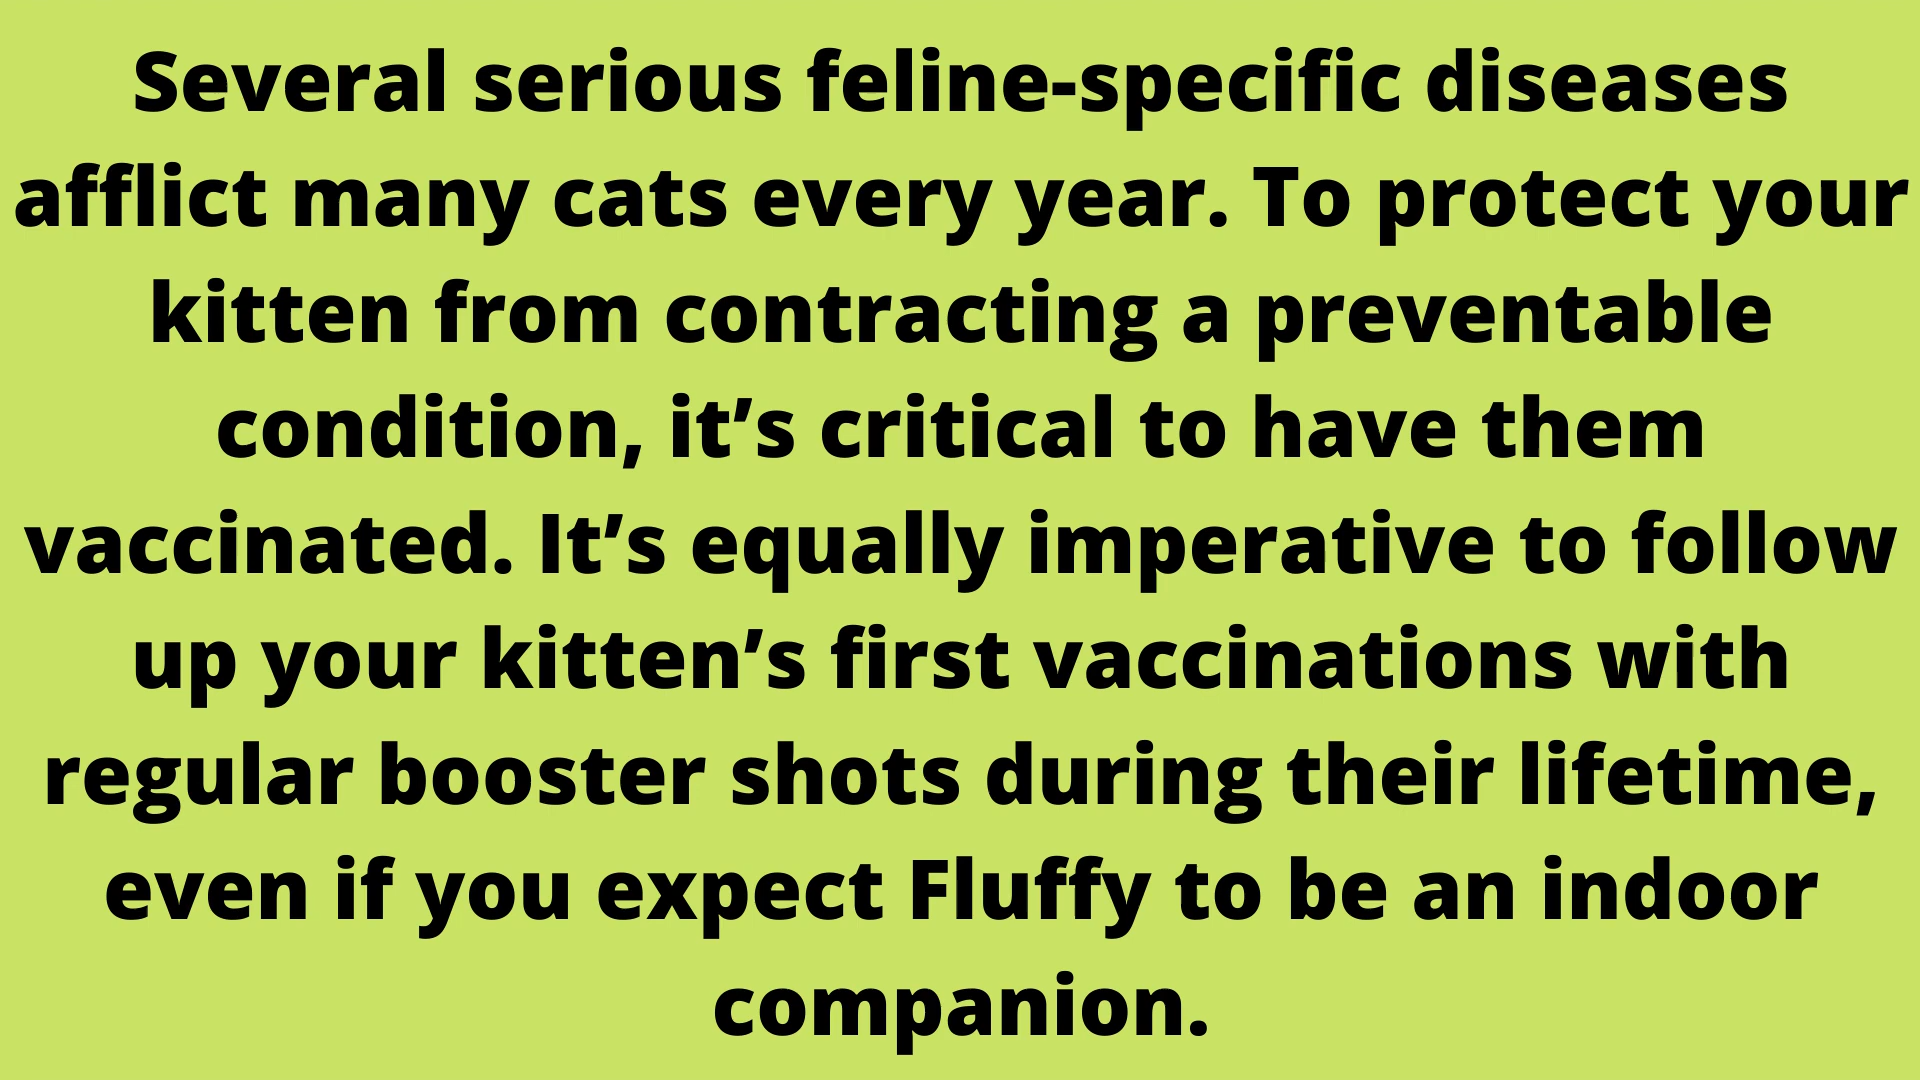 Several serious feline-specific diseases
afflict many cats every year. To protect your
kitten from contracting a preventable
condition, it’s critical to have them
vaccinated. It’s equally imperative to follow
up your kitten’s first vaccinations with
regular booster shots during their lifetime,
even if you expect Fluffy to be an indoor
companion.